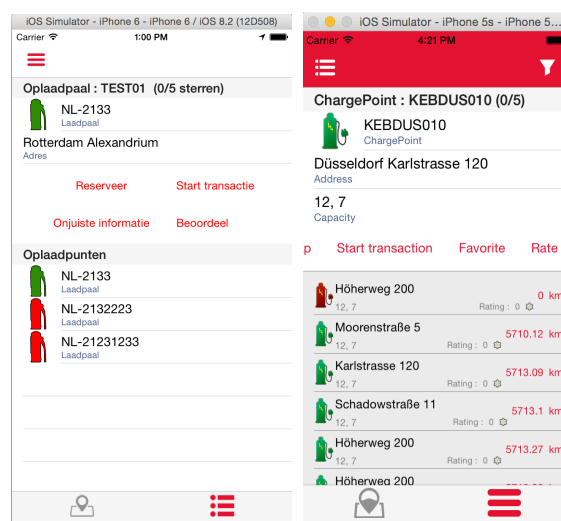 iOS Simulator - iPhone 6 - iPhone 6 / iOS 8.2 (12D508)
Carrier 1:00 PM
Oplaadpaal : TEST01 (0/5 sterren)
NL-2133
Laadpaal
Rotterdam Alexandrium
Adres
Reserveer Start transactie
Onjuiste informatie Beoordeel
Oplaadpunten
NL-2133
Laadpaal
NL-2132223
Laadpaal
NL-21231233
Laadpaal
iOS Simulator - iPhone 5s - iPhone 5...
Carrier 4:21 PM
ChargePoint : KEBDUS010 (0/5)
KEBDUS010
ChargePoint
Düsseldorf Karlstrasse 120
Address
12, 7
Capacity
p Start transaction Favorite Rate
Höherweg 200
0 km
12, 7 Rating : 0
Moorenstraße 5
5710.12 km
12, 7 Rating : 0
Karlstrasse 120
5713.09 km
12, 7 Rating : 0
Schadowstraße 11
5713.1 km
12, 7 Rating : 0
Höherweg 200
5713.27 km
12, 7 Rating : 0
Höherweg 200